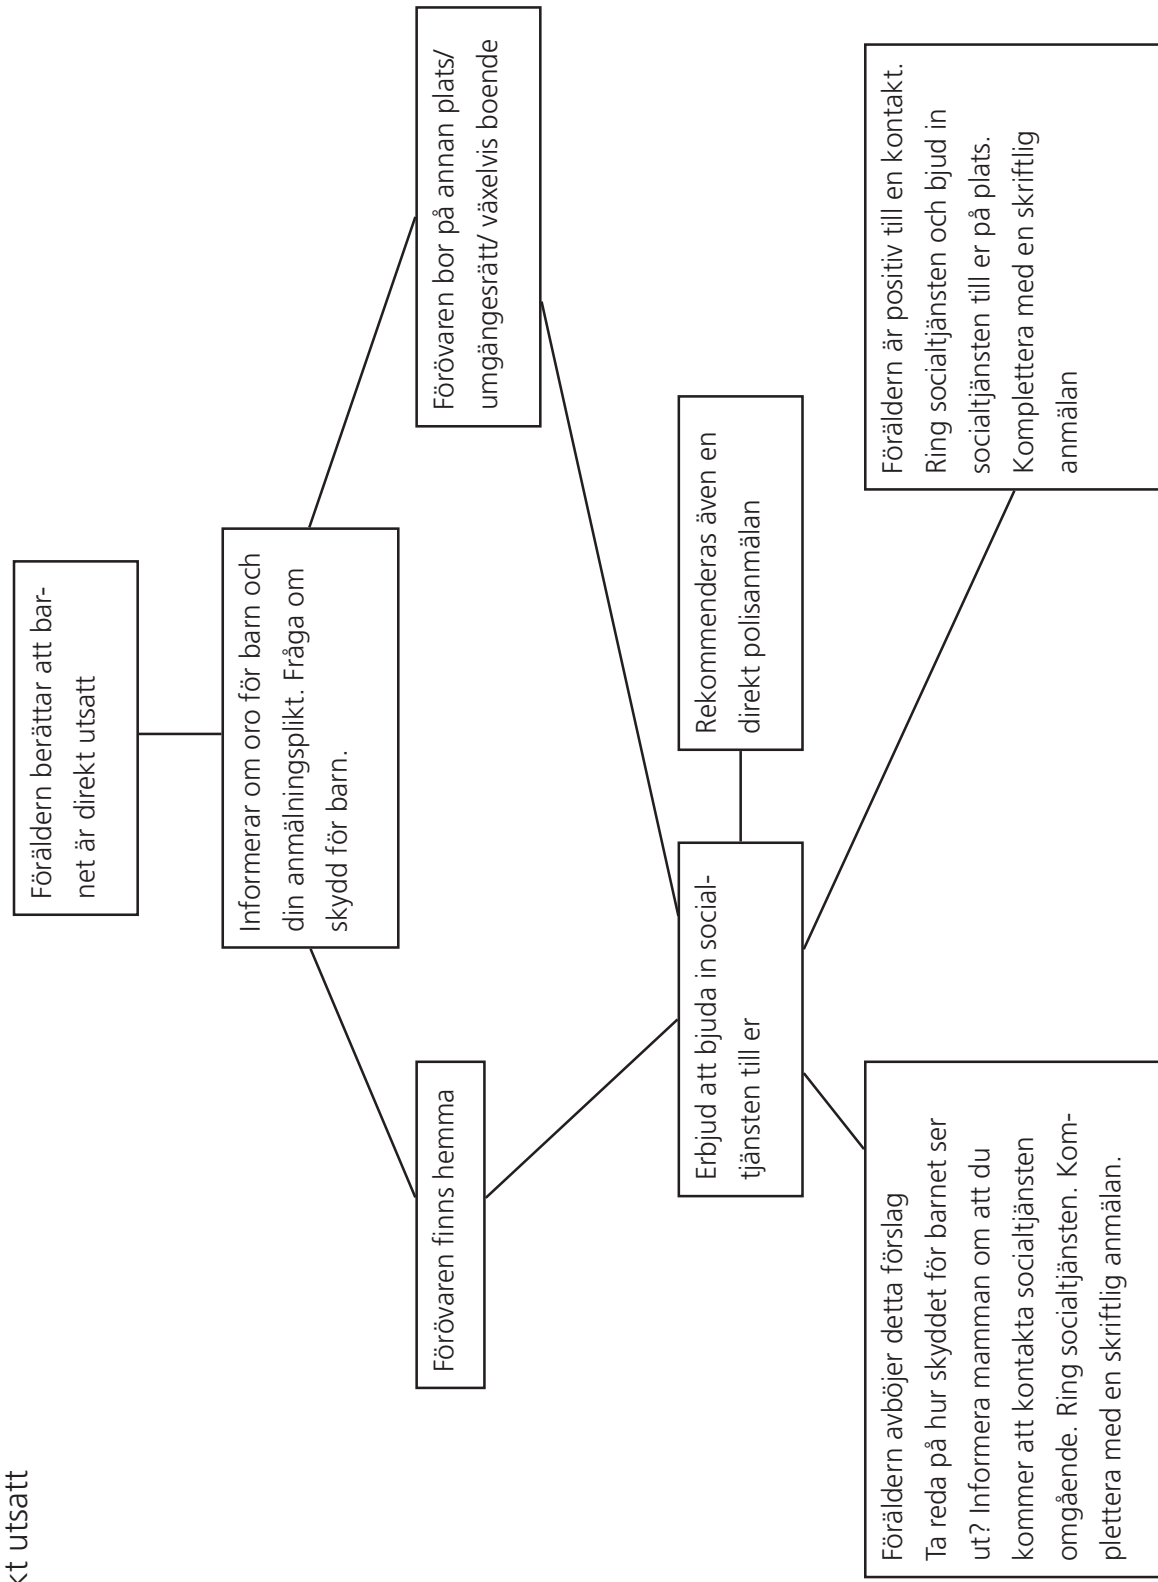 kt utsatt
Föräldern berättar att bar-
net är direkt utsatt
Informerar om oro för barn och
din anmälningsplikt. Fråga om
skydd för barn.
Förövaren finns hemma
Förövaren bor på annan plats/
umgängesrätt/ växelvis boende
Erbjud att bjuda in social-
tjänsten till er
Rekommenderas även en
direkt polisanmälan
Föräldern avböjer detta förslag
Ta reda på hur skyddet för barnet ser
ut? Informera mamman om att du
kommer att kontakta socialtjänsten
omgående. Ring socialtjänsten. Kom-
plettera med en skriftlig anmälan.
Föräldern är positiv till en kontakt.
Ring socialtjänsten och bjud in
socialtjänsten till er på plats.
Komplettera med en skriftlig
anmälan